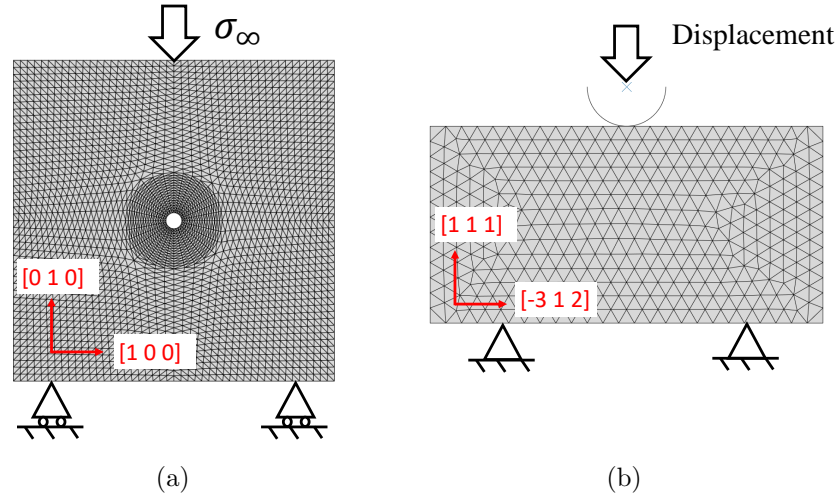 σ∞
Displacement
[0 1 0]
[1 0 0]
[1 1 1]
[-3 1 2]
(a)
(b)